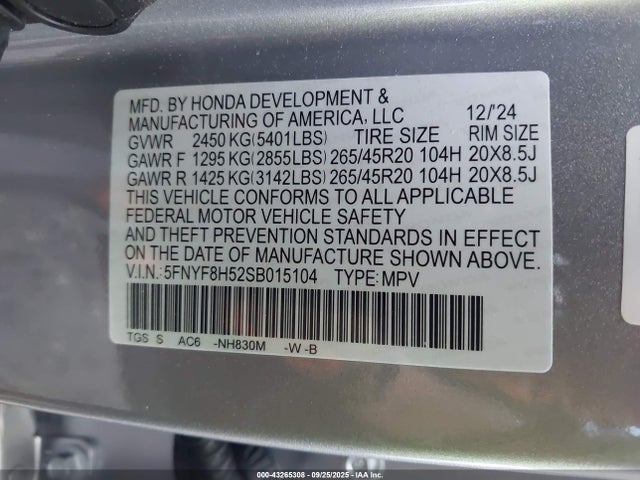 MFD. BY HONDA DEVELOPMENT &
MANUFACTURING OF AMERICA, LLC 12/'24
GVWR 2450 KG(5401LBS) TIRE SIZE RIM SIZE
GAWR F 1295 KG(2855LBS) 265/45R20 104H 20X8.5J
GAWR R 1425 KG(3142LBS) 265/45R20 104H 20X8.5J
THIS VEHICLE CONFORMS TO ALL APPLICABLE
FEDERAL MOTOR VEHICLE SAFETY
AND THEFT PREVENTION STANDARDS IN EFFECT
ON THE DATE OF MANUFACTURE SHOWN ABOVE.
V.I.N.:5FNYF8H52SB015104 TYPE:MPV
TGS S AC6 -NH830M -W -B
000-43265308 - 09/25/2025 - IAAI.COM